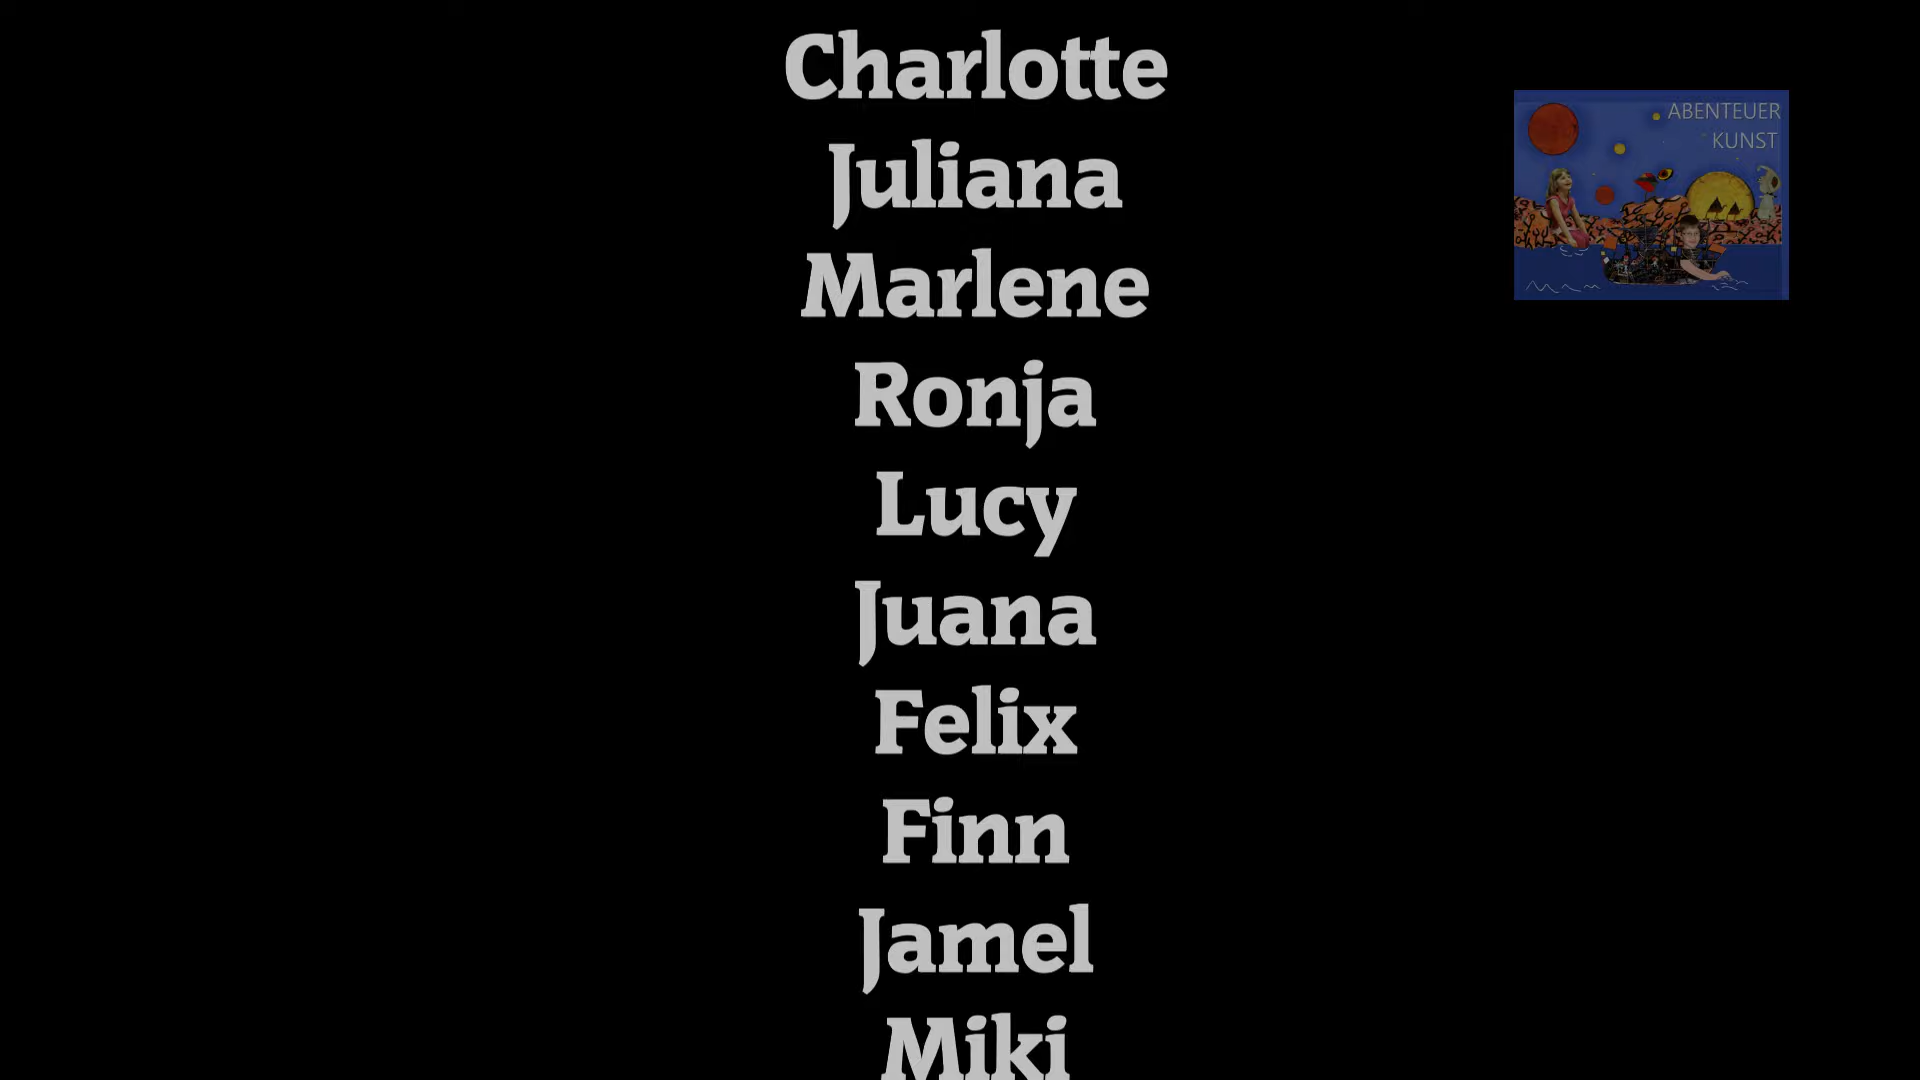 Charlotte
Juliana
Marlene
Ronja
Lucy
Juana
Felix
Finn
Jamel
Miki
ABENTEUER
KUNST